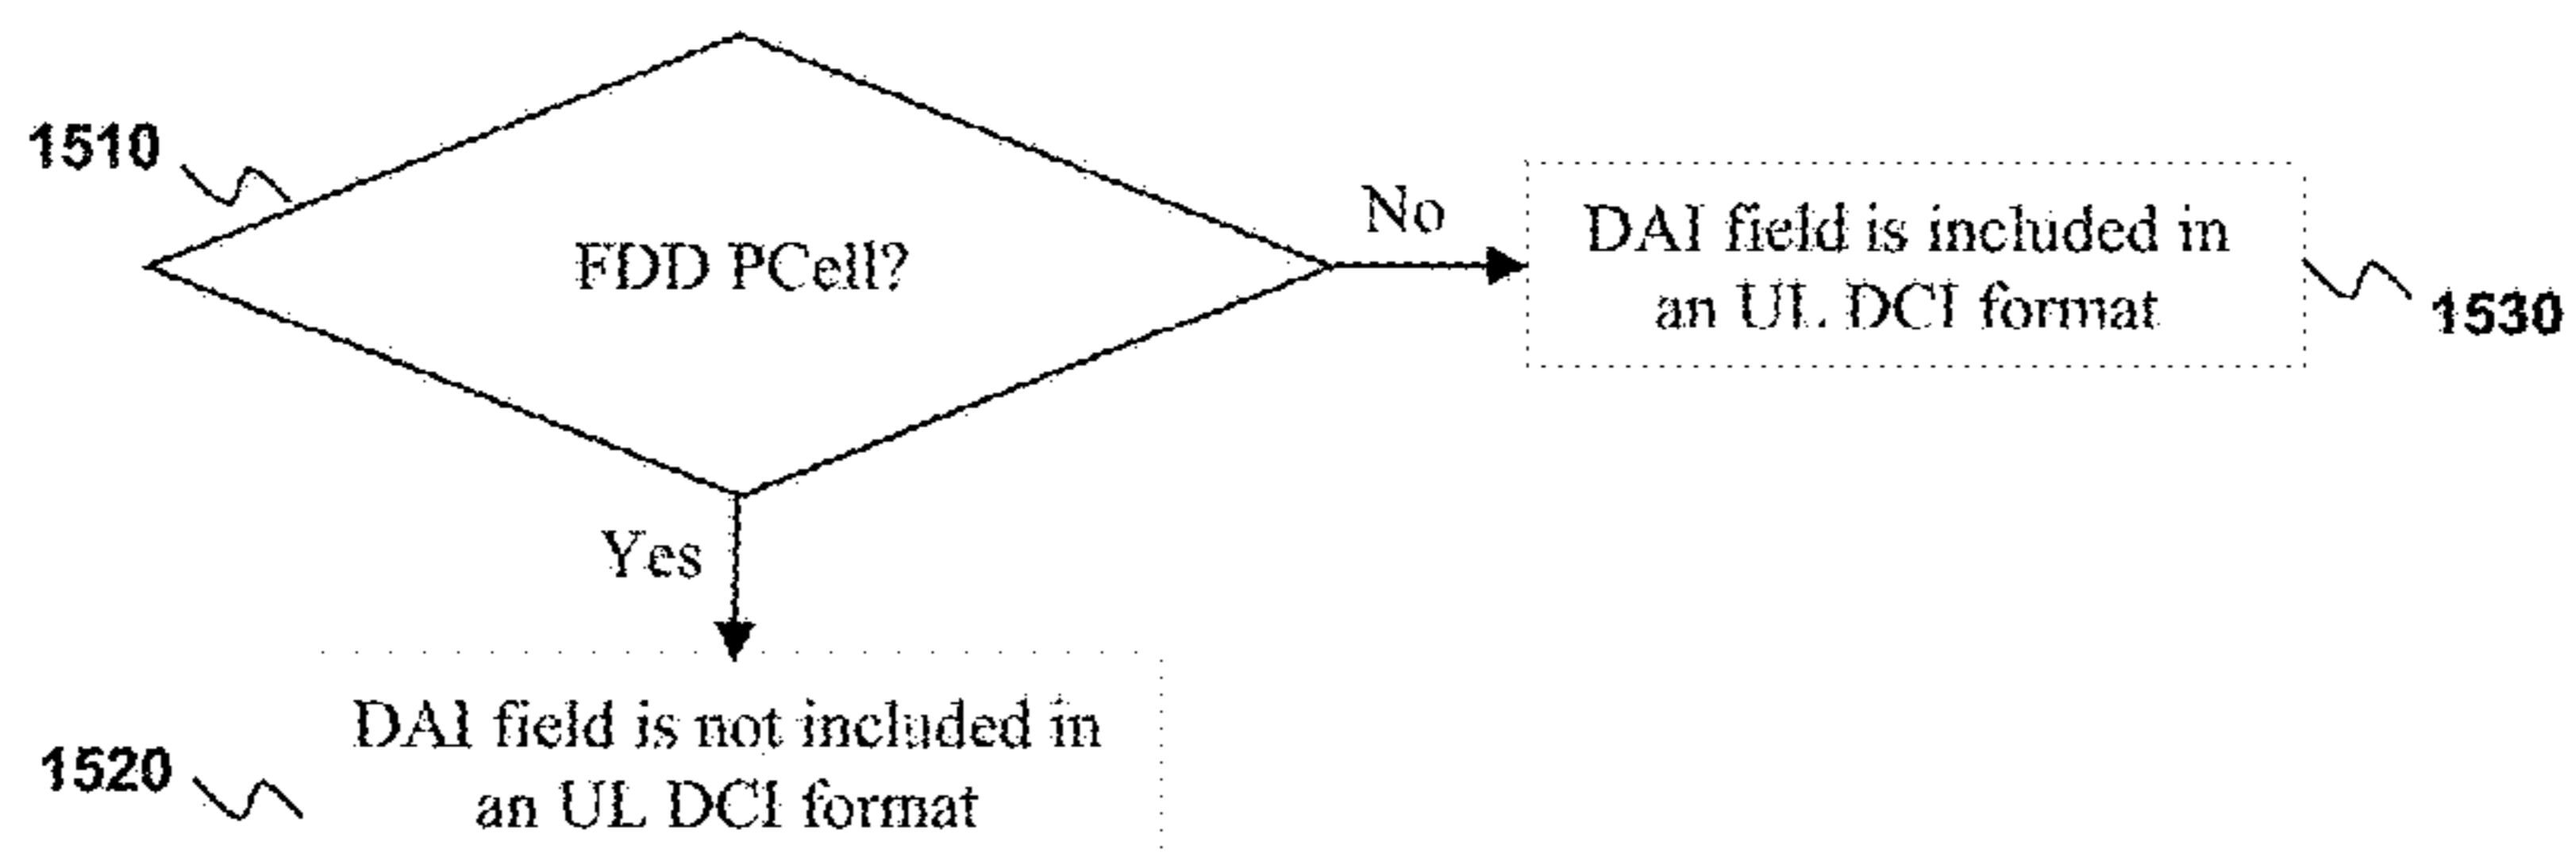 1510
FDD PCell?
No
DAI field is included in
an UL DCI format
1530
Yes
DAI field is not included in
an UL DCI format
1520